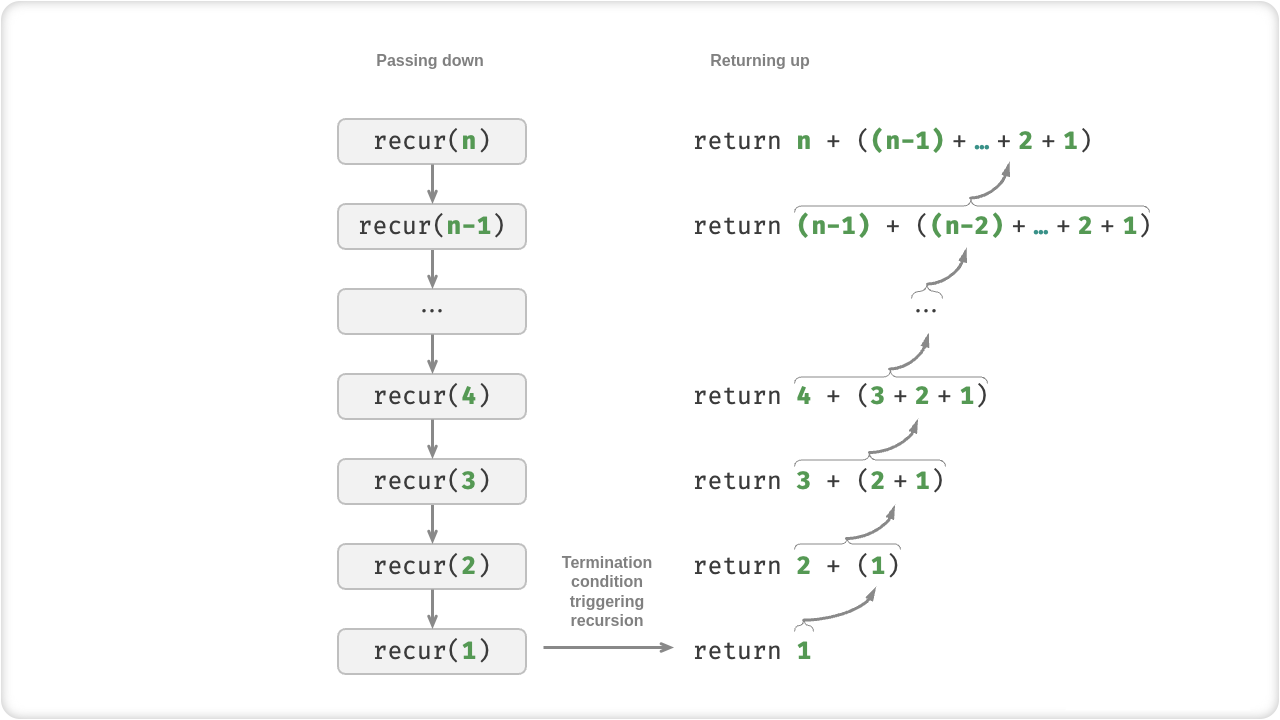 Passing down
Returning up
recur(n)
return n + ((n-1) + … + 2 + 1)
recur(n-1)
return (n-1) + ((n-2) + … + 2 + 1)
…
…
recur(4)
return 4 + (3 + 2 + 1)
recur(3)
return 3 + (2 + 1)
recur(2)
return 2 + (1)
Termination
condition
triggering
recursion
recur(1)
return 1